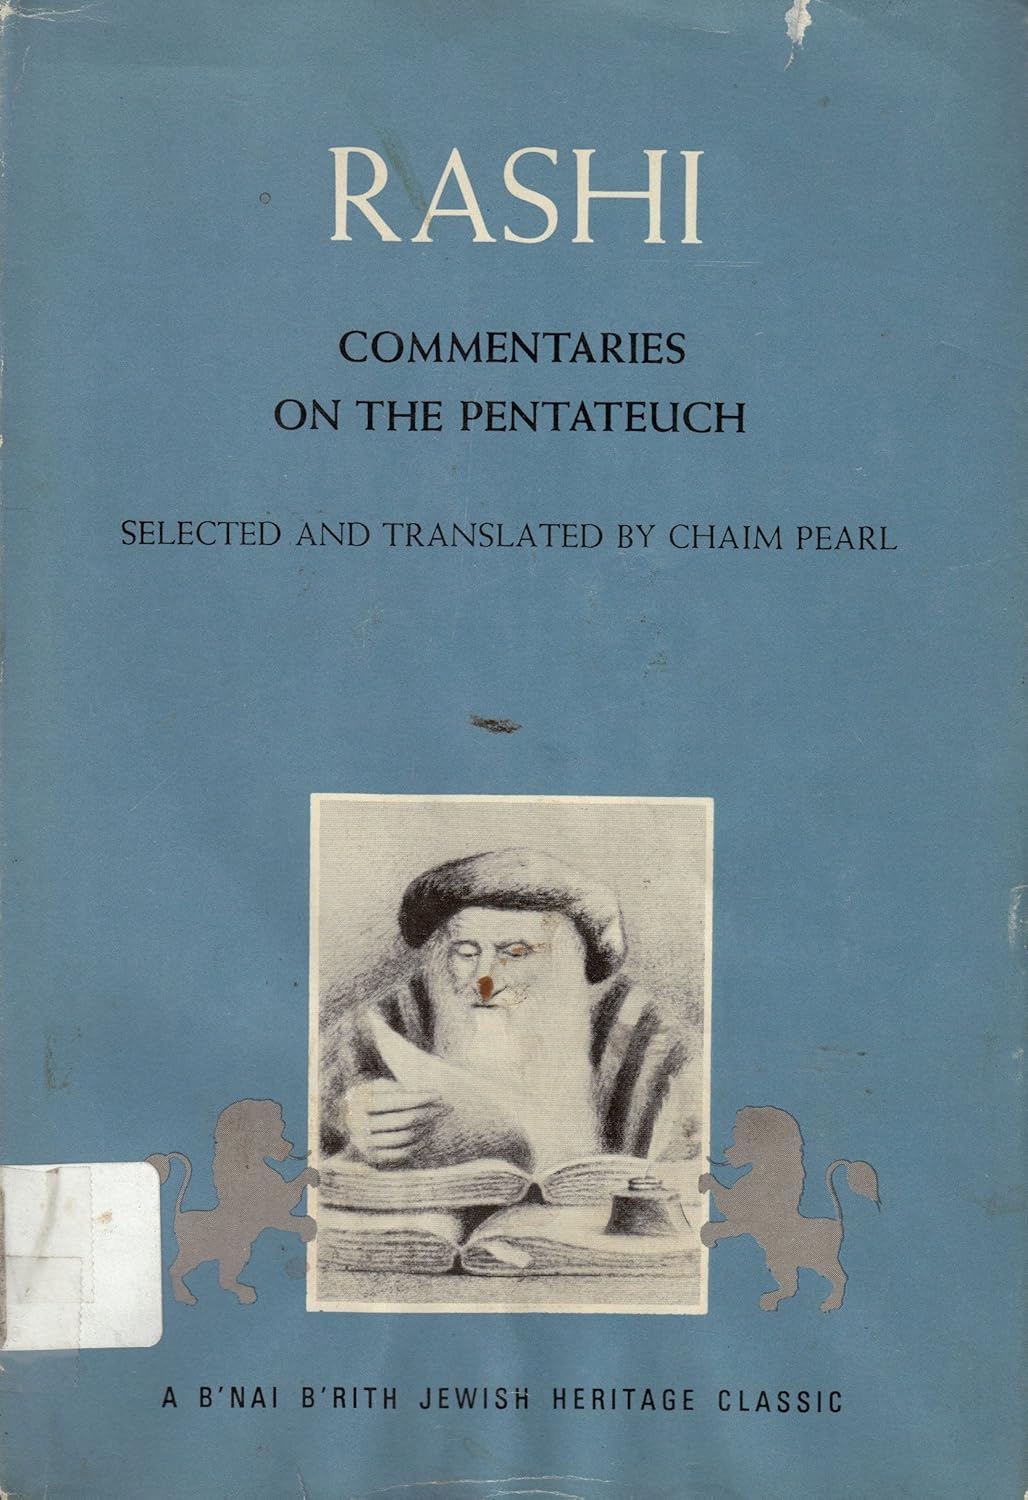 RASHI
COMMENTARIES
ON THE PENTATEUCH
SELECTED AND TRANSLATED BY CHAIM PEARL
A B'NAI B'RITH JEWISH HERITAGE CLASSIC